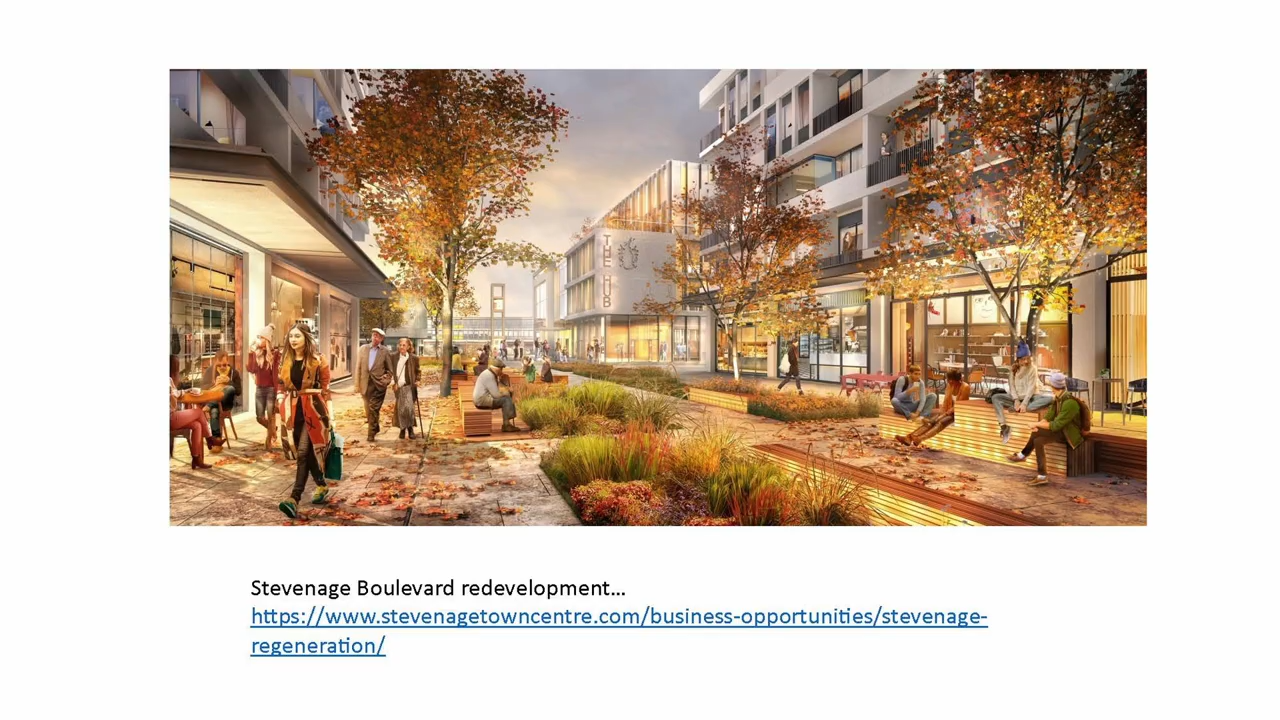 THE HUB
Stevenage Boulevard redevelopment...
https://www.stevenagetowncentre.com/business-opportunities/stevenage-
regeneration/